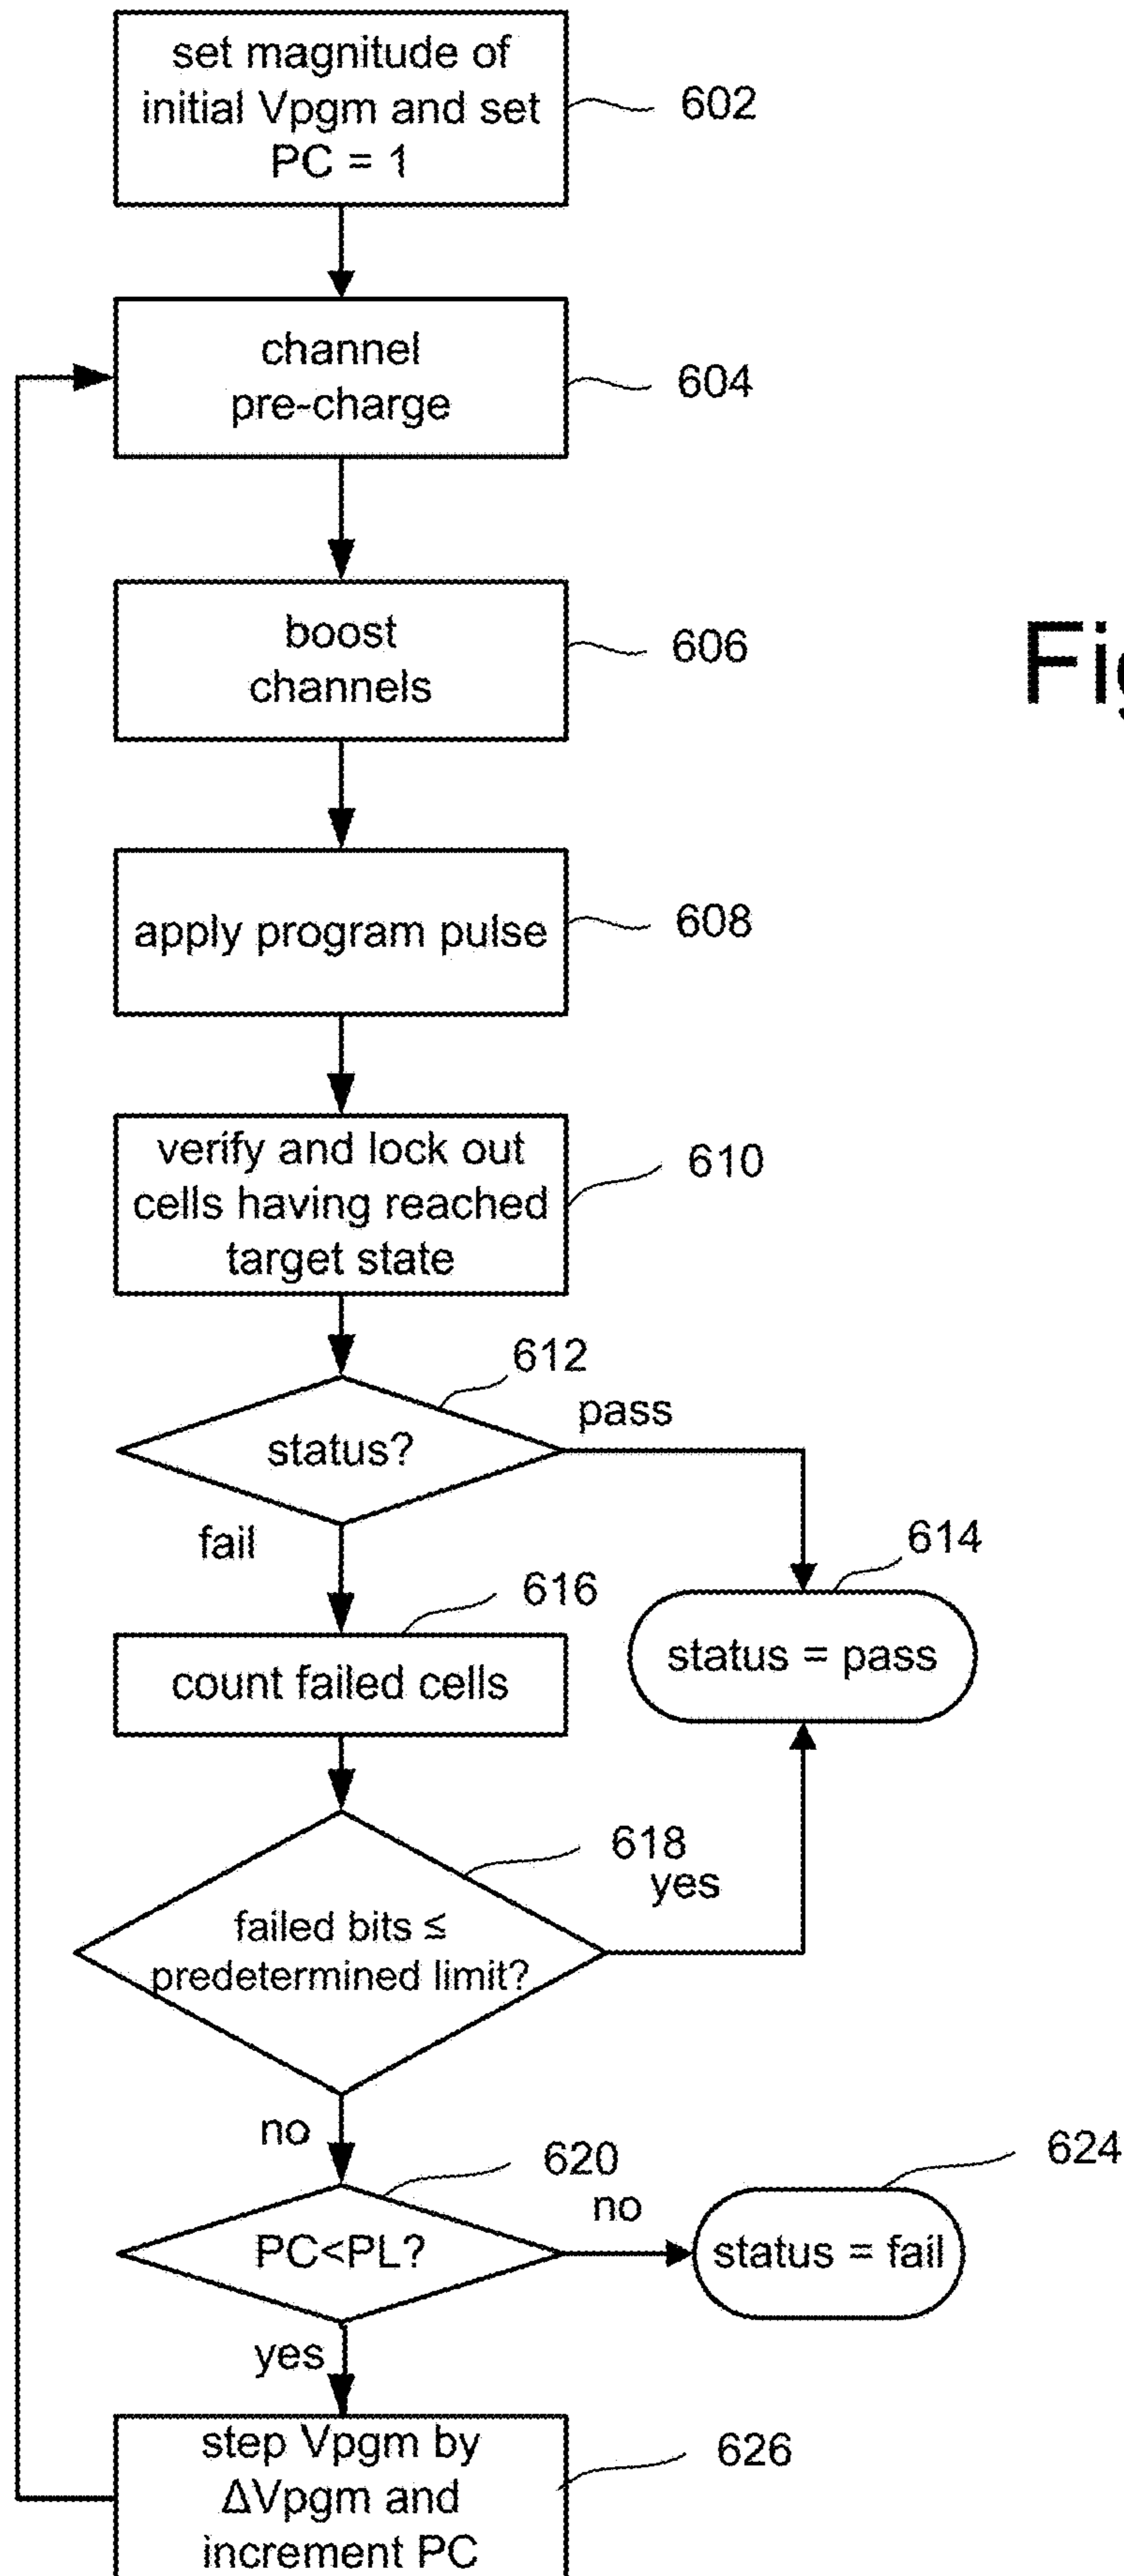 set magnitude of
initial Vpgm and set
PC = 1
602
channel
pre-charge
604
boost
channels
606
Fig
apply program pulse
608
verify and lock out
cells having reached
target state
610
612
status?
pass
fail
614
status = pass
616
count failed cells
618
yes
failed bits ≤
predetermined limit?
no
620
624
no
PC<PL?
status = fail
yes
step Vpgm by
ΔVpgm and
increment PC
626